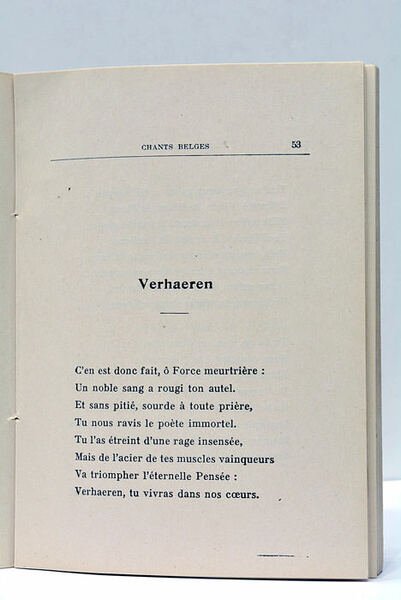 CHANTS BELGES 53
Verhaeren
C'en est donc fait, ô Force meurtrière :
Un noble sang a rougi ton autel.
Et sans pitié, sourde à toute prière,
Tu nous ravis le poète immortel.
Tu l'as étreint d'une rage insensée,
Mais de l'acier de tes muscles vainqueurs
Va triompher l'éternelle Pensée :
Verhaeren, tu vivras dans nos cœurs.